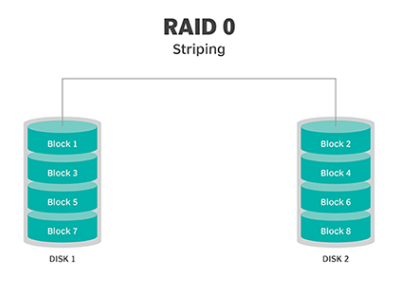 RAID 0
Striping
Block 1
Block 3
Block 5
Block 7
DISK 1
Block 2
Block 4
Block 6
Block 8
DISK 2